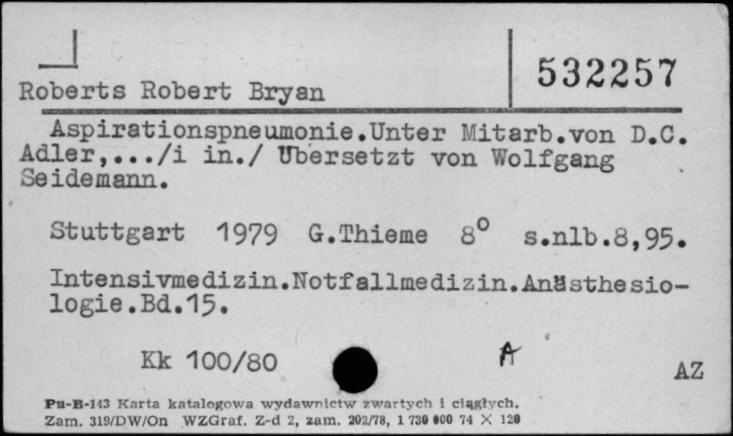 532257
Roberts Robert Bryan
Aspirationspneumonie.Unter Mitarb.von D.C.
Adler,.../i in./ Übersetzt von Wolfgang
Seidemann.
Stuttgart 1979 G.Thieme 8° s.nlb.8,95.
Intensivmedizin.Notfallmedizin.Anästhesio-
logie.Bd.15.
Kk 100/80 A
AZ
Pu-B-143 Karta katalogowa wydawnictw zwartych i ciągłych.
Zam. 319/DW/On WZGraf. Z-d 2, zam. 202/78, 1 730 000 74 × 120